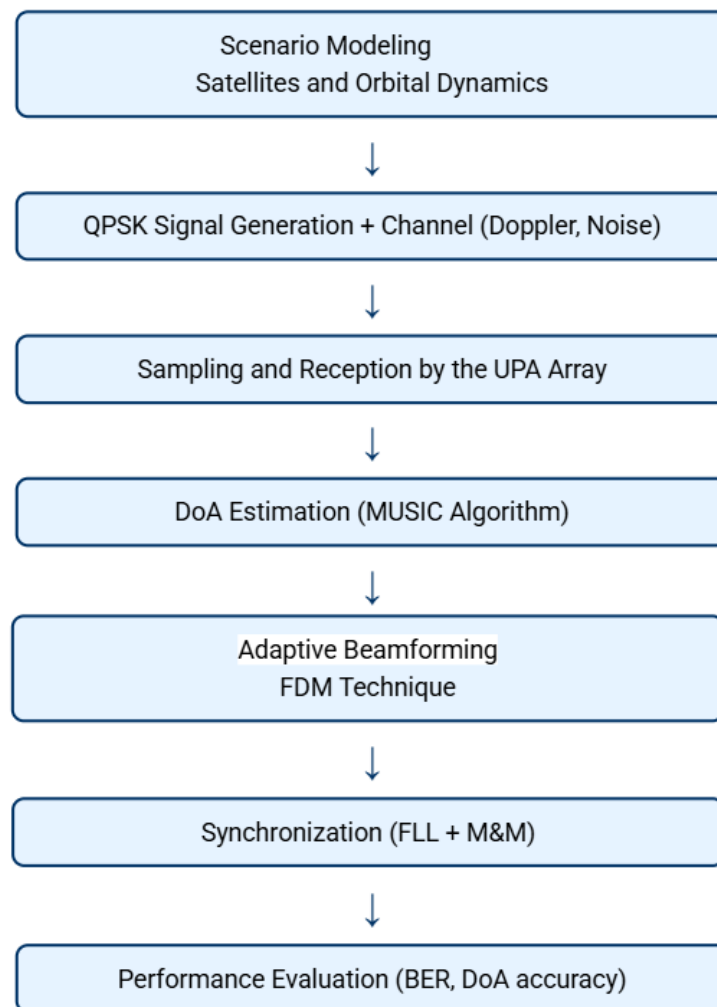 Scenario Modeling
Satellites and Orbital Dynamics
QPSK Signal Generation + Channel (Doppler, Noise)
Sampling and Reception by the UPA Array
DoA Estimation (MUSIC Algorithm)
Adaptive Beamforming
FDM Technique
Synchronization (FLL + M&M)
Performance Evaluation (BER, DoA accuracy)